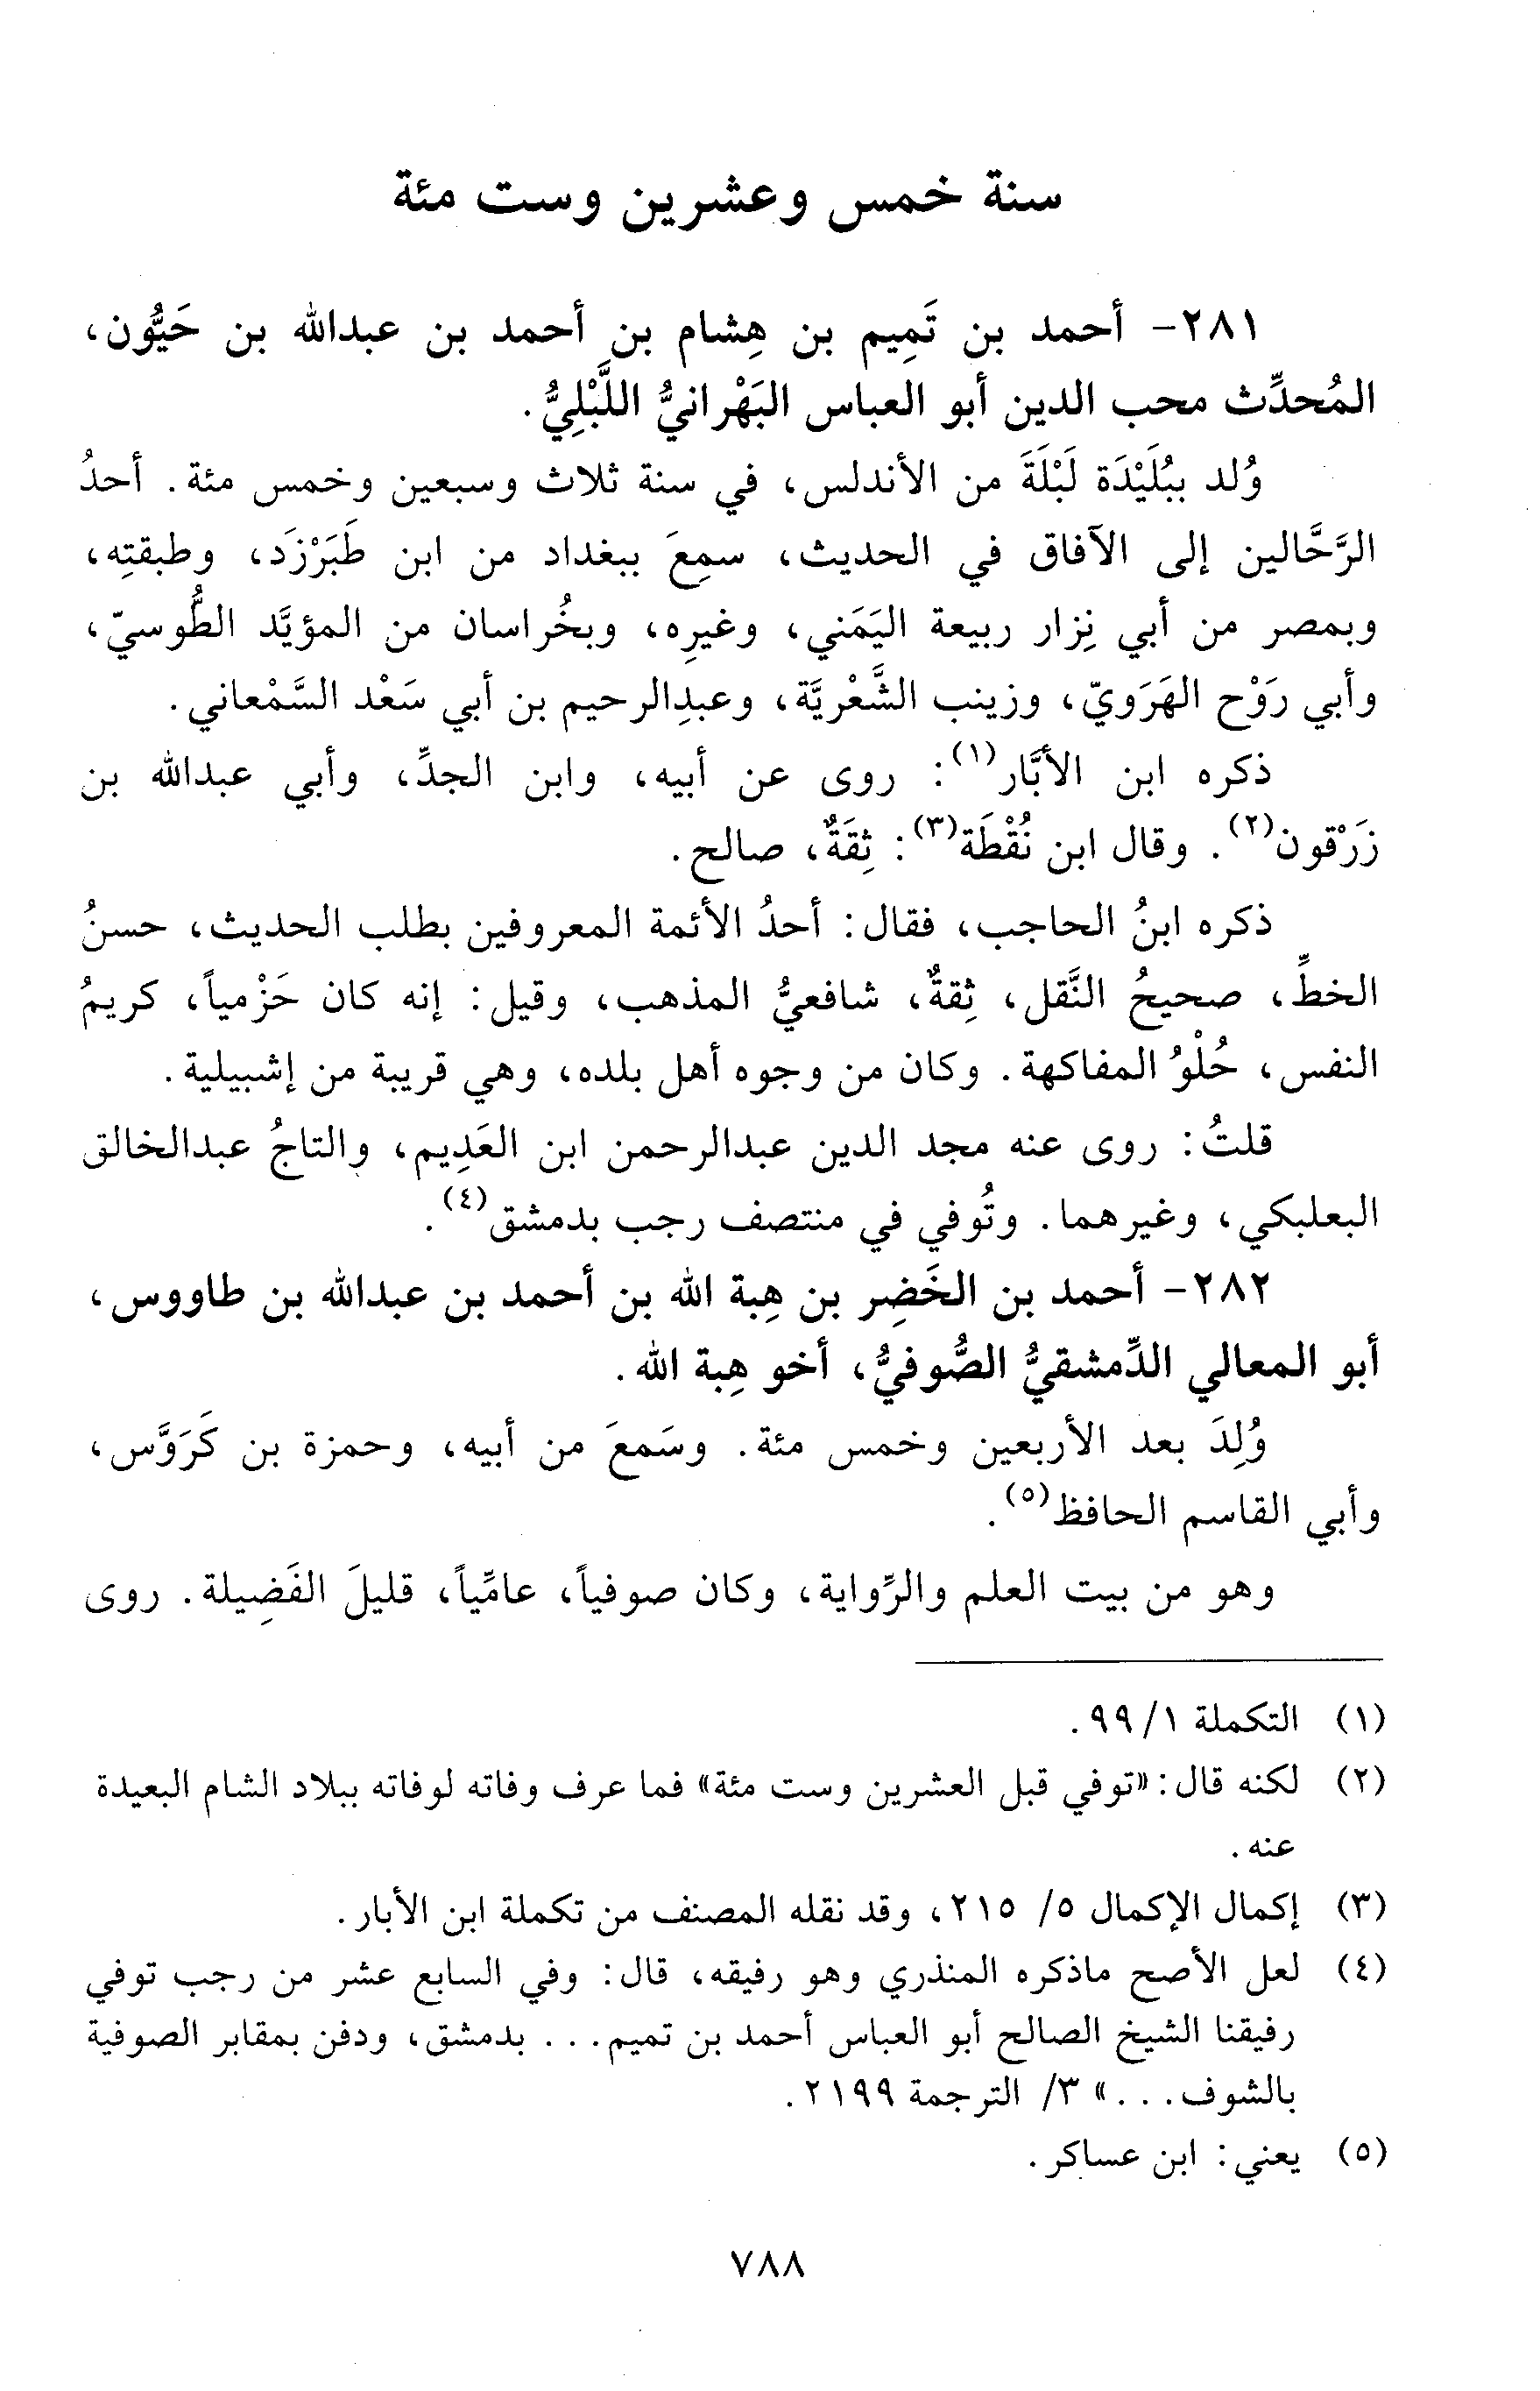 سنة خمس وعشرين وست مئة
٢٨١- أحمد بن تَمِيم بن هِشام بن أحمد بن عبدالله بن حَيُّون،
المُحدِّث محب الدين أبو العباس البَهْرانيُّ اللَّبْلِيُّ.
وُلد ببُلَيْدَة لَبْلَةَ من الأندلس، في سنة ثلاث وسبعين وخمس مئة. أحدُ
الرَّحَّالين إلى الآفاق في الحديث، سمِعَ ببغداد من ابن طَبَرْزَد، وطبقتِه،
وبمصر من أبي نِزار ربيعة اليَمَني، وغيرِه، وبخُراسان من المؤيَّد الطُّوسيّ،
وأبي رَوْح الهَرَويّ، وزينب الشَّعْريَّة، وعبدِالرحيم بن أبي سَعْد السَّمْعاني.
ذكره ابن الأبَّار(١): روى عن أبيه، وابن الجدِّ، وأبي عبدالله بن
زَرْقون(٢). وقال ابن نُقْطَة(٣): ثِقَةٌ، صالح.
ذكره ابنُ الحاجب، فقال: أحدُ الأئمة المعروفين بطلب الحديث، حسنُ
الخطِّ، صحيحُ النَّقل، ثِقةٌ، شافعيُّ المذهب، وقيل: إنه كان حَزْمياً، كريمُ
النفس، حُلْوُ المفاكهة. وكان من وجوه أهل بلده، وهي قريبة من إشبيلية.
قلتُ: روى عنه مجد الدين عبدالرحمن ابن العَدِيم، والتاجُ عبدالخالق
البعلبكي، وغيرهما. وتُوفي في منتصف رجب بدمشق(٤).
٢٨٢- أحمد بن الخَضِر بن هِبة الله بن أحمد بن عبدالله بن طاووس،
أبو المعالي الدِّمشقيُّ الصُّوفيُّ، أخو هِبة الله.
وُلِدَ بعد الأربعين وخمس مئة. وسَمعَ من أبيه، وحمزة بن كَرَوَّس،
وأبي القاسم الحافظ(٥).
وهو من بيت العلم والرِّواية، وكان صوفياً، عامِّياً، قليلَ الفَضِيلة. روى
(١) التكملة ١/ ٩٩.
(٢) لكنه قال: «توفي قبل العشرين وست مئة» فما عرف وفاته لوفاته ببلاد الشام البعيدة
عنه.
(٣) إكمال الإكمال ٥/ ٢١٥، وقد نقله المصنف من تكملة ابن الأبار.
(٤) لعل الأصح ماذكره المنذري وهو رفيقه، قال: وفي السابع عشر من رجب توفي
رفيقنا الشيخ الصالح أبو العباس أحمد بن تميم... بدمشق، ودفن بمقابر الصوفية
بالشوف...» ٣/ الترجمة ٢١٩٩.
(٥) يعني: ابن عساكر.
٧٨٨